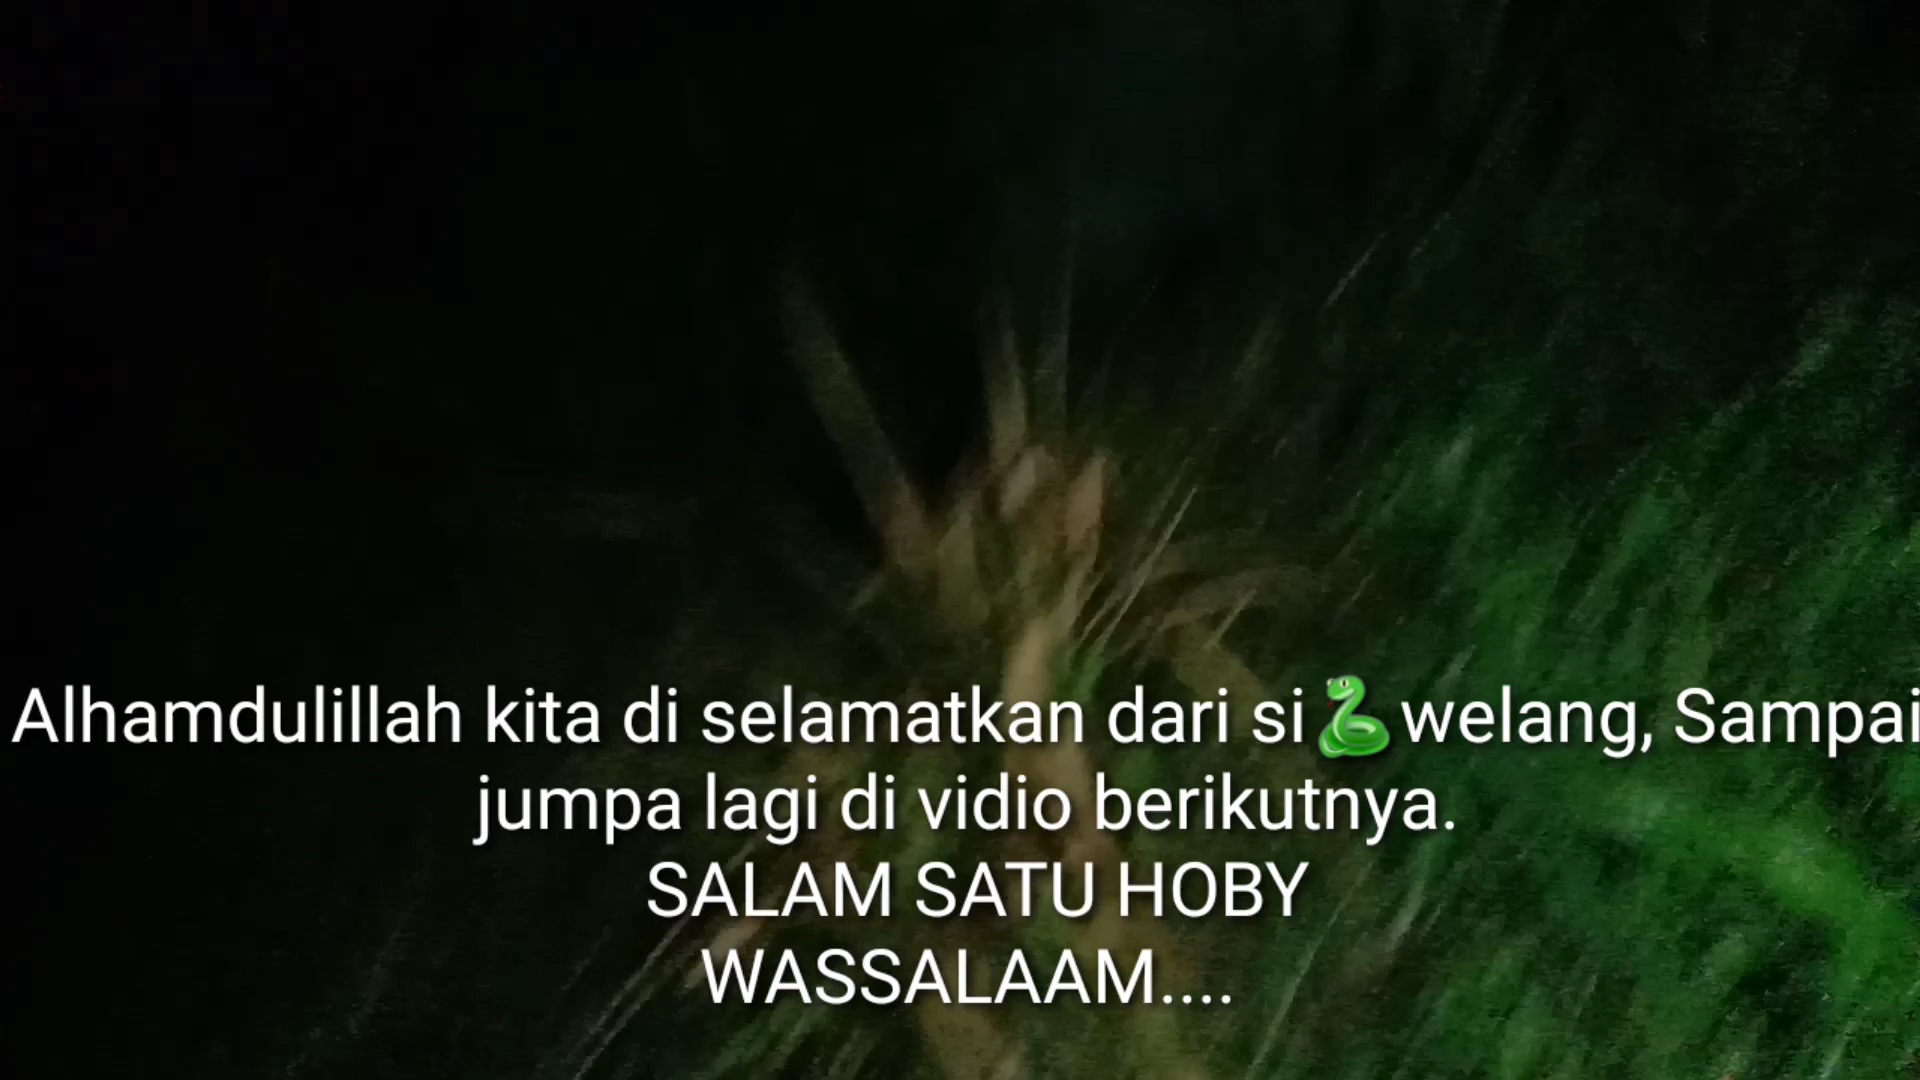 Alhamdulillah kita di selamatkan dari si🐍welang, Sampai
jumpa lagi di vidio berikutnya.
SALAM SATU HOBY
WASSALAAM....